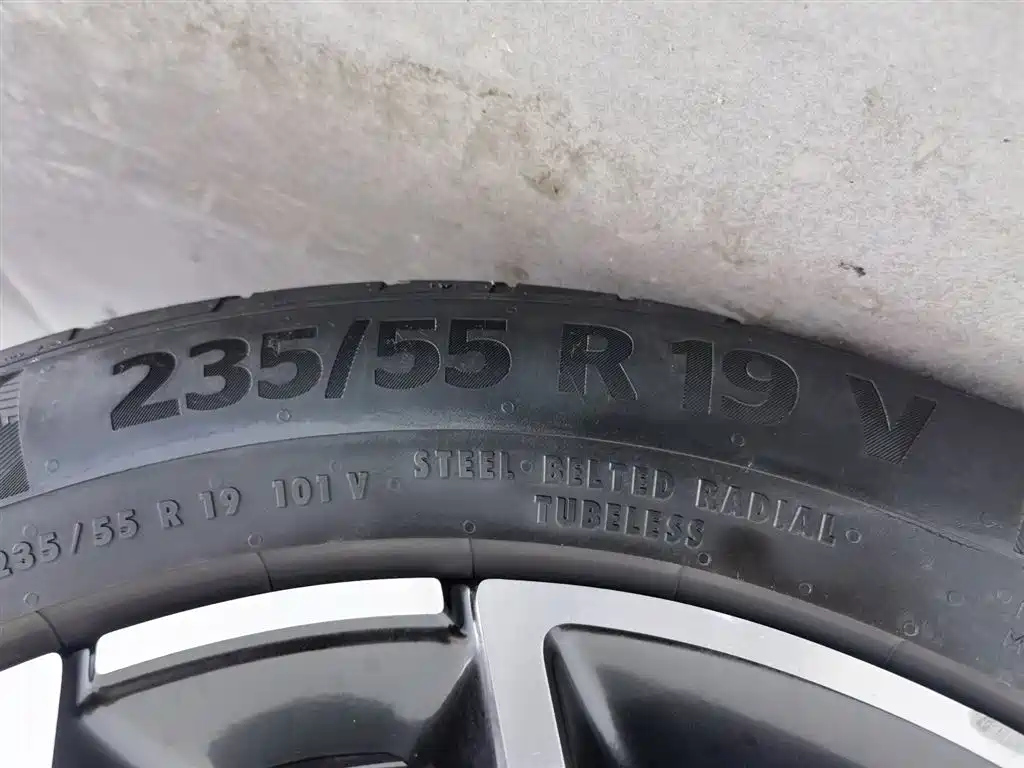 235/55 R 19 V
235/55 R 19 101 V · STEEL · BELTED RADIAL ·
TUBELESS